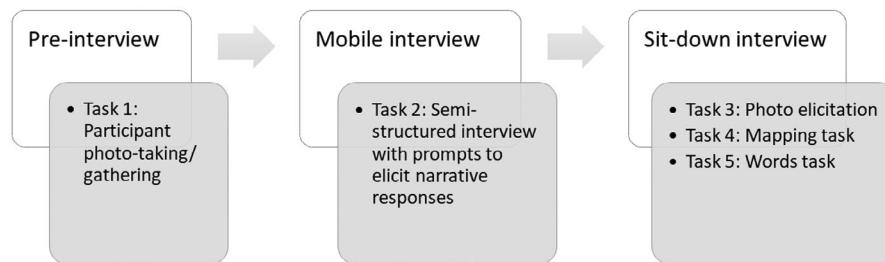 Pre-interview
• Task 1:
Participant
photo-taking/
gathering
Mobile interview
• Task 2: Semi-
structured interview
with prompts to
elicit narrative
responses
Sit-down interview
• Task 3: Photo elicitation
• Task 4: Mapping task
• Task 5: Words task